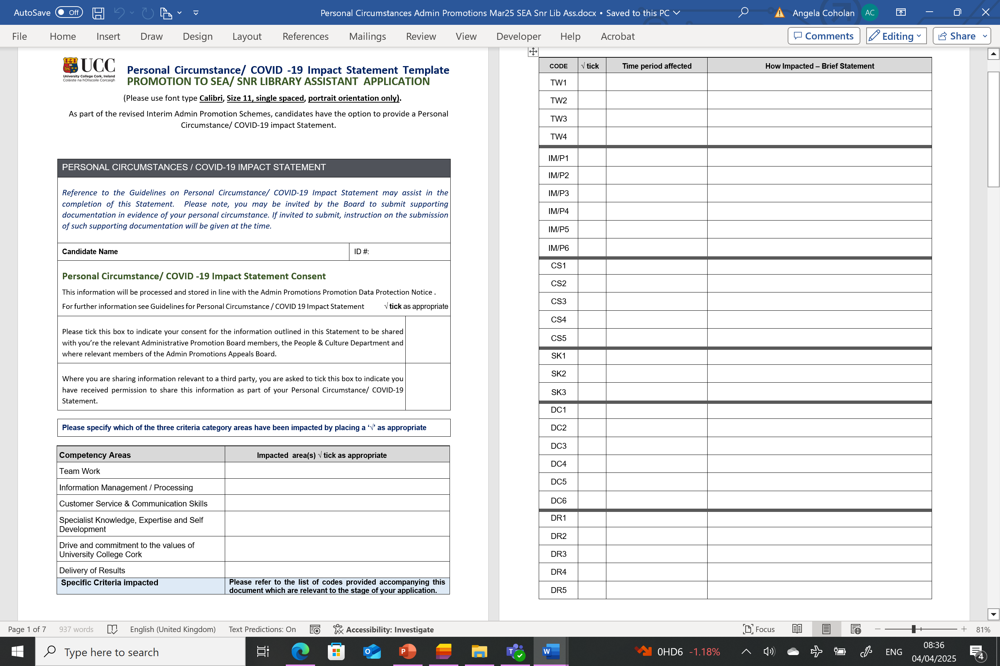 AutoSave Off
Personal Circumstances Admin Promotions Mar25 SEA Snr Lib Ass.docx • Saved to this PC
Angela Coholan AC
File Home Insert Draw Design Layout References Mailings Review View Developer Help Acrobat
Comments Editing Share
UCC
University College Cork, Ireland
Coláiste na hOllscoile Corcaigh
Personal Circumstance/ COVID -19 Impact Statement Template
PROMOTION TO SEA/ SNR LIBRARY ASSISTANT APPLICATION
(Please use font type Calibri, Size 11, single spaced, portrait orientation only).
As part of the revised Interim Admin Promotion Schemes, candidates have the option to provide a Personal
Circumstance/ COVID-19 impact Statement.
PERSONAL CIRCUMSTANCES / COVID-19 IMPACT STATEMENT
Reference to the Guidelines on Personal Circumstance/ COVID-19 Impact Statement may assist in the
completion of this Statement. Please note, you may be invited by the Board to submit supporting
documentation in evidence of your personal circumstance. If invited to submit, instruction on the submission
of such supporting documentation will be given at the time.
Candidate Name ID #:
Personal Circumstance/ COVID -19 Impact Statement Consent
This information will be processed and stored in line with the Admin Promotions Promotion Data Protection Notice .
For further information see Guidelines for Personal Circumstance / COVID 19 Impact Statement √ tick as appropriate
Please tick this box to indicate your consent for the information outlined in this Statement to be shared
with you’re the relevant Administrative Promotion Board members, the People & Culture Department and
where relevant members of the Admin Promotions Appeals Board.
Where you are sharing information relevant to a third party, you are asked to tick this box to indicate you
have received permission to share this information as part of your Personal Circumstance/ COVID-19
Statement.
Please specify which of the three criteria category areas have been impacted by placing a ‘√’ as appropriate
Competency Areas Impacted area(s) √ tick as appropriate
Team Work
Information Management / Processing
Customer Service & Communication Skills
Specialist Knowledge, Expertise and Self
Development
Drive and commitment to the values of
University College Cork
Delivery of Results
Specific Criteria impacted Please refer to the list of codes provided accompanying this
document which are relevant to the stage of your application.
CODE √ tick Time period affected How Impacted – Brief Statement
TW1
TW2
TW3
TW4
IM/P1
IM/P2
IM/P3
IM/P4
IM/P5
IM/P6
CS1
CS2
CS3
CS4
CS5
SK1
SK2
SK3
DC1
DC2
DC3
DC4
DC5
DC6
DR1
DR2
DR3
DR4
DR5
Page 1 of 7 937 words English (United Kingdom) Text Predictions: On Accessibility: Investigate Focus 81%
Type here to search
0HD6 -1.18%
ENG
08:36
04/04/2025
4